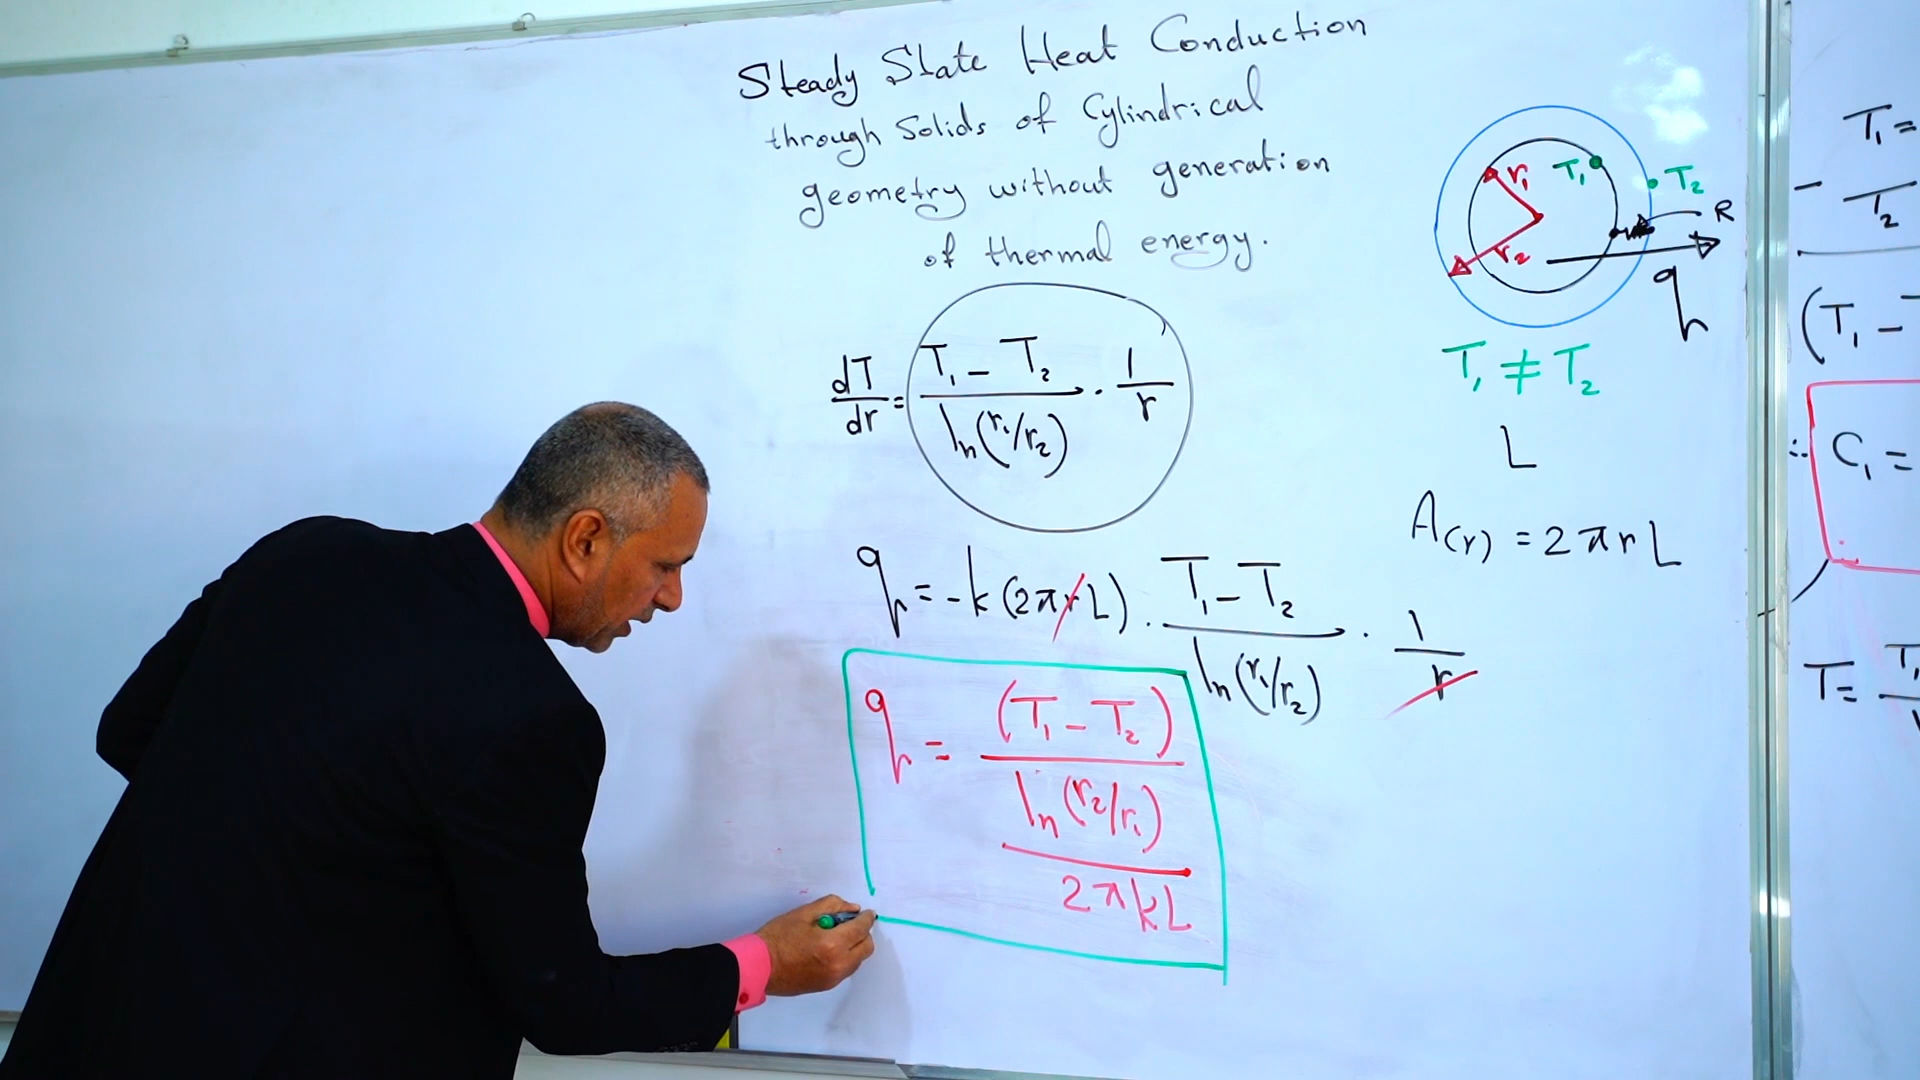 Steady State Heat Conduction
through Solids of Cylindrical
geometry without generation
of thermal energy.
dT/dr = (T₁ - T₂)/ln(r₁/r₂) · 1/r
q = -k (2πrL) · (T₁ - T₂)/ln(r₁/r₂) · 1/r
q = (T₁ - T₂)/(ln(r₂/r₁)/2πkL)
r₁
T₁
T₂
r₂
R
q
T₁ ≠ T₂
L
A(r) = 2πrL
T₁ =
- T₂
(T₁ -
∴ C₁ =
T = T₁